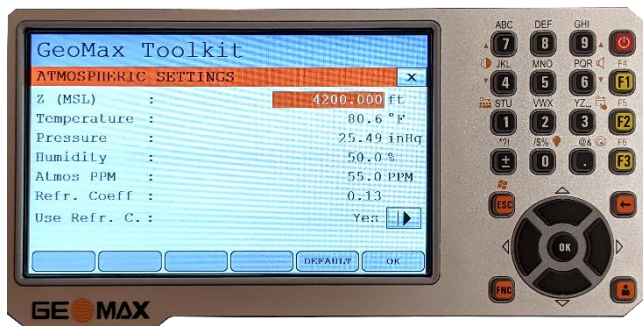 GeoMax Toolkit
ATMOSPHERIC SETTINGS
Z (MSL) : 4200.000 ft
Temperature : 80.6 °F
Pressure : 25.49 inHg
Humidity : 50.0 %
Atmos PPM : 55.0 PPM
Refr. Coeff : 0.13
Use Refr. C. : Yes
DEFAULT OK
GEOMAX
ABC DEF GHI
7 8 9
JKL MNO PQR F4
4 5 6 F1
STU VWX YZ_ F5
1 2 3 F2
*?! /$% @& F6
± 0 . F3
ESC
OK
FNC